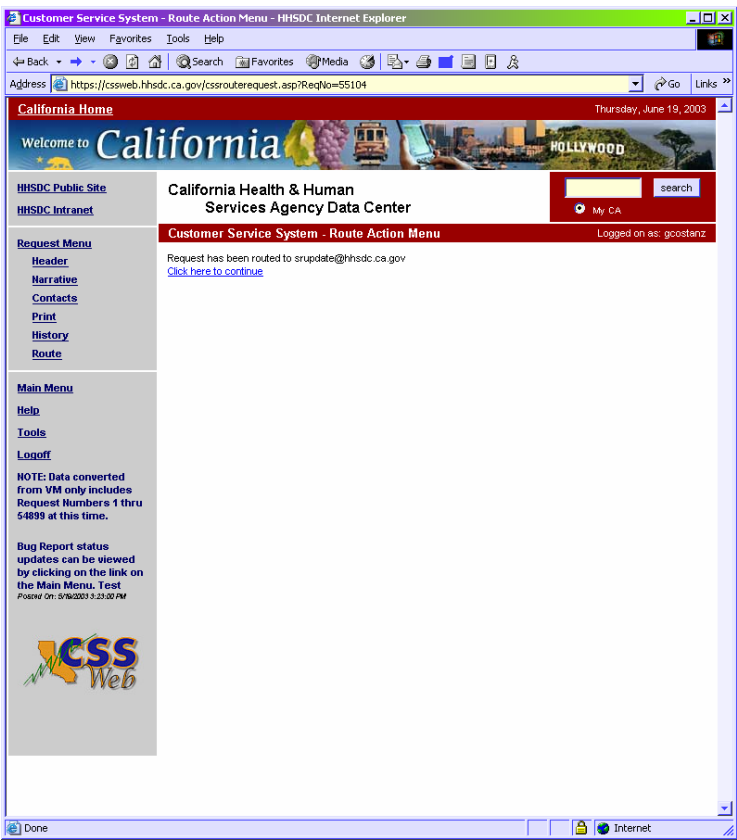 Customer Service System - Route Action Menu - HHSDC Internet Explorer
File Edit View Favorites Tools Help
Back Search Favorites Media
Address https://cssweb.hhsdc.ca.gov/cssrouterequest.asp?ReqNo=55104 Go Links »
California Home Thursday, June 19, 2003
Welcome to California HOLLYWOOD
HHSDC Public Site
HHSDC Intranet
California Health & Human
Services Agency Data Center
search
My CA
Customer Service System - Route Action Menu Logged on as: gcostanz
Request has been routed to srupdate@hhsdc.ca.gov
Click here to continue
Request Menu
Header
Narrative
Contacts
Print
History
Route
Main Menu
Help
Tools
Logoff
NOTE: Data converted
from VM only includes
Request Numbers 1 thru
54899 at this time.
Bug Report status
updates can be viewed
by clicking on the link on
the Main Menu. Test
Posted On: 5/19/2003 3:23:00 PM
CSS
Web
Done Internet